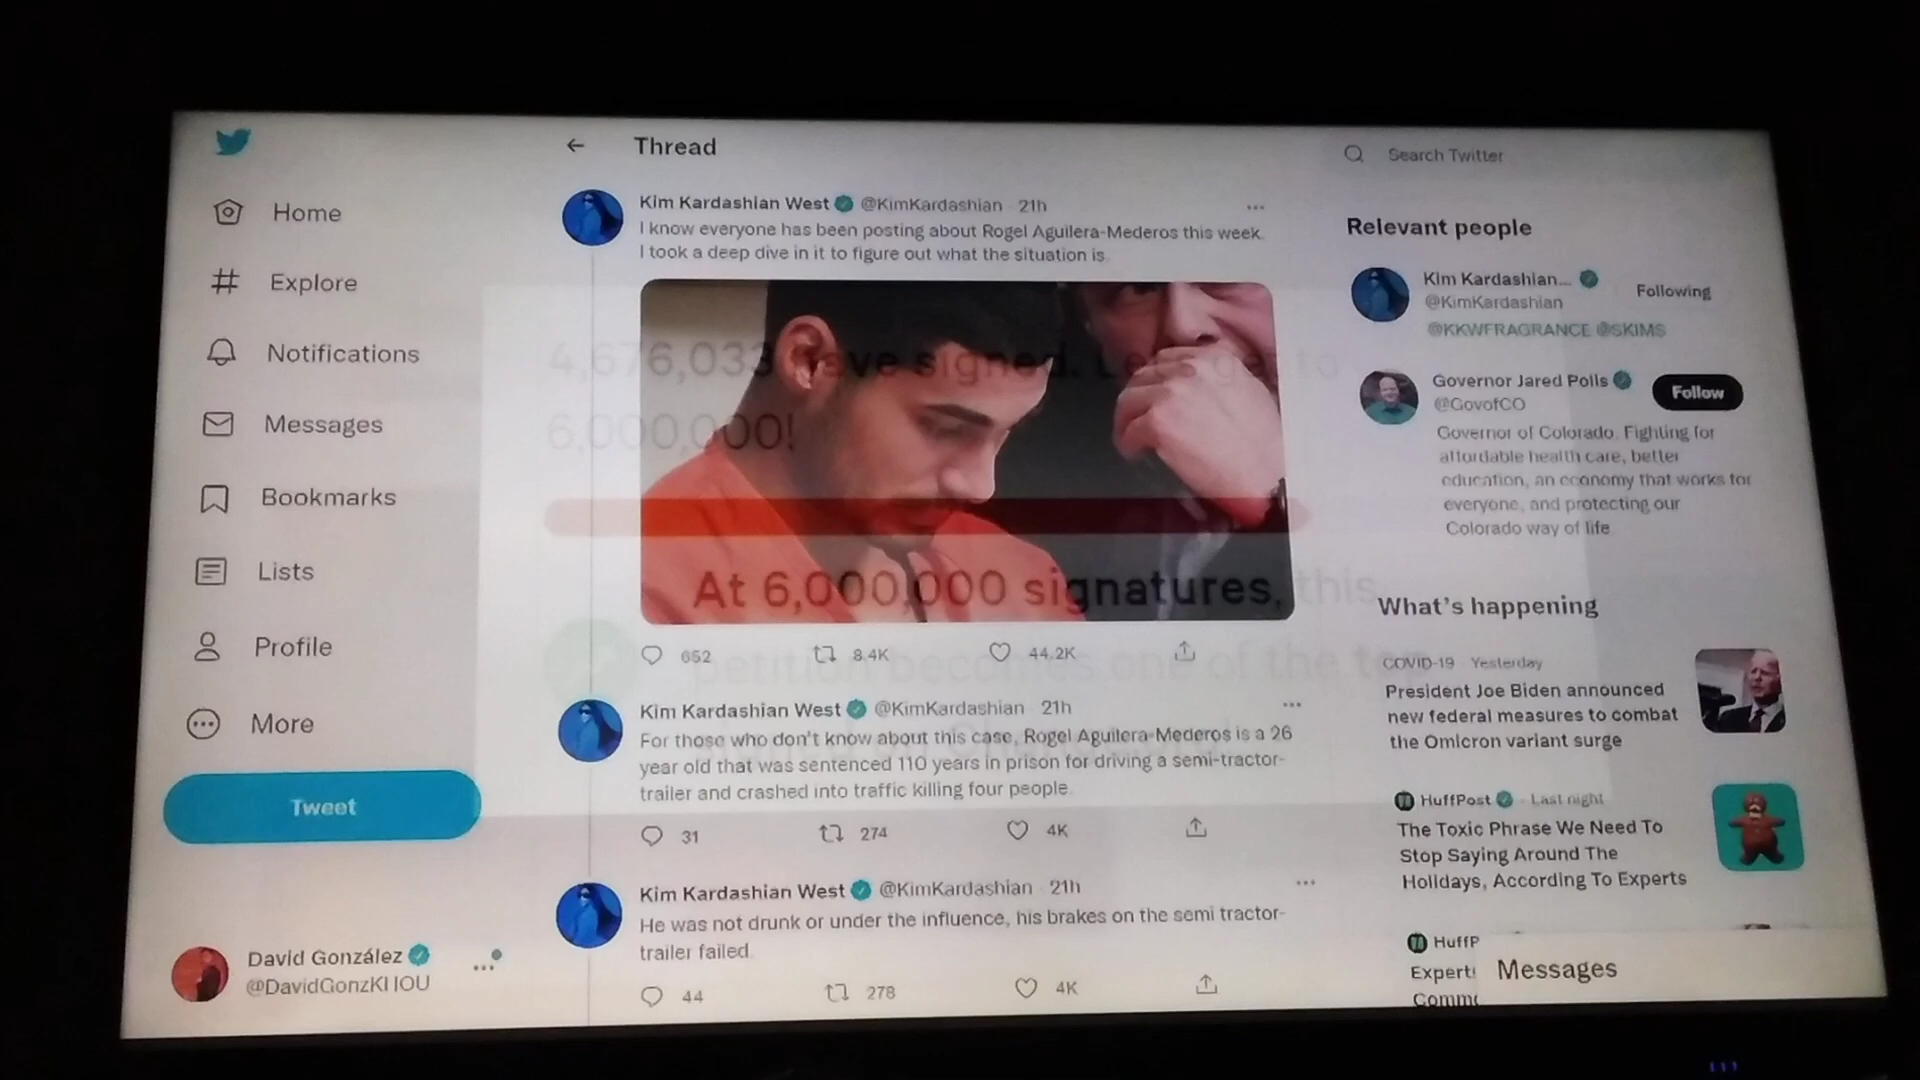 Thread
Search Twitter
Home
Explore
Notifications
Messages
Bookmarks
Lists
Profile
More
Tweet
David González
@DavidGonzKHOU
Kim Kardashian West @KimKardashian · 21h
I know everyone has been posting about Rogel Aguilera-Mederos this week.
I took a deep dive in it to figure out what the situation is.
4,676,033 have signed. Let's get to
6,000,000!
At 6,000,000 signatures, this
petition becomes one of the top
652 8.4K 44.2K
Kim Kardashian West @KimKardashian · 21h
For those who don't know about this case, Rogel Aguilera-Mederos is a 26
year old that was sentenced 110 years in prison for driving a semi-tractor-
trailer and crashed into traffic killing four people.
31 274 4K
Kim Kardashian West @KimKardashian · 21h
He was not drunk or under the influence, his brakes on the semi tractor-
trailer failed.
44 278 4K
Relevant people
Kim Kardashian...
@KimKardashian
Following
@KKWFRAGRANCE @SKIMS
Governor Jared Polis
@GovofCO
Follow
Governor of Colorado. Fighting for
affordable health care, better
education, an economy that works for
everyone, and protecting our
Colorado way of life
What's happening
COVID-19 · Yesterday
President Joe Biden announced
new federal measures to combat
the Omicron variant surge
HuffPost · Last night
The Toxic Phrase We Need To
Stop Saying Around The
Holidays, According To Experts
HuffP
Expert
Comm
Messages